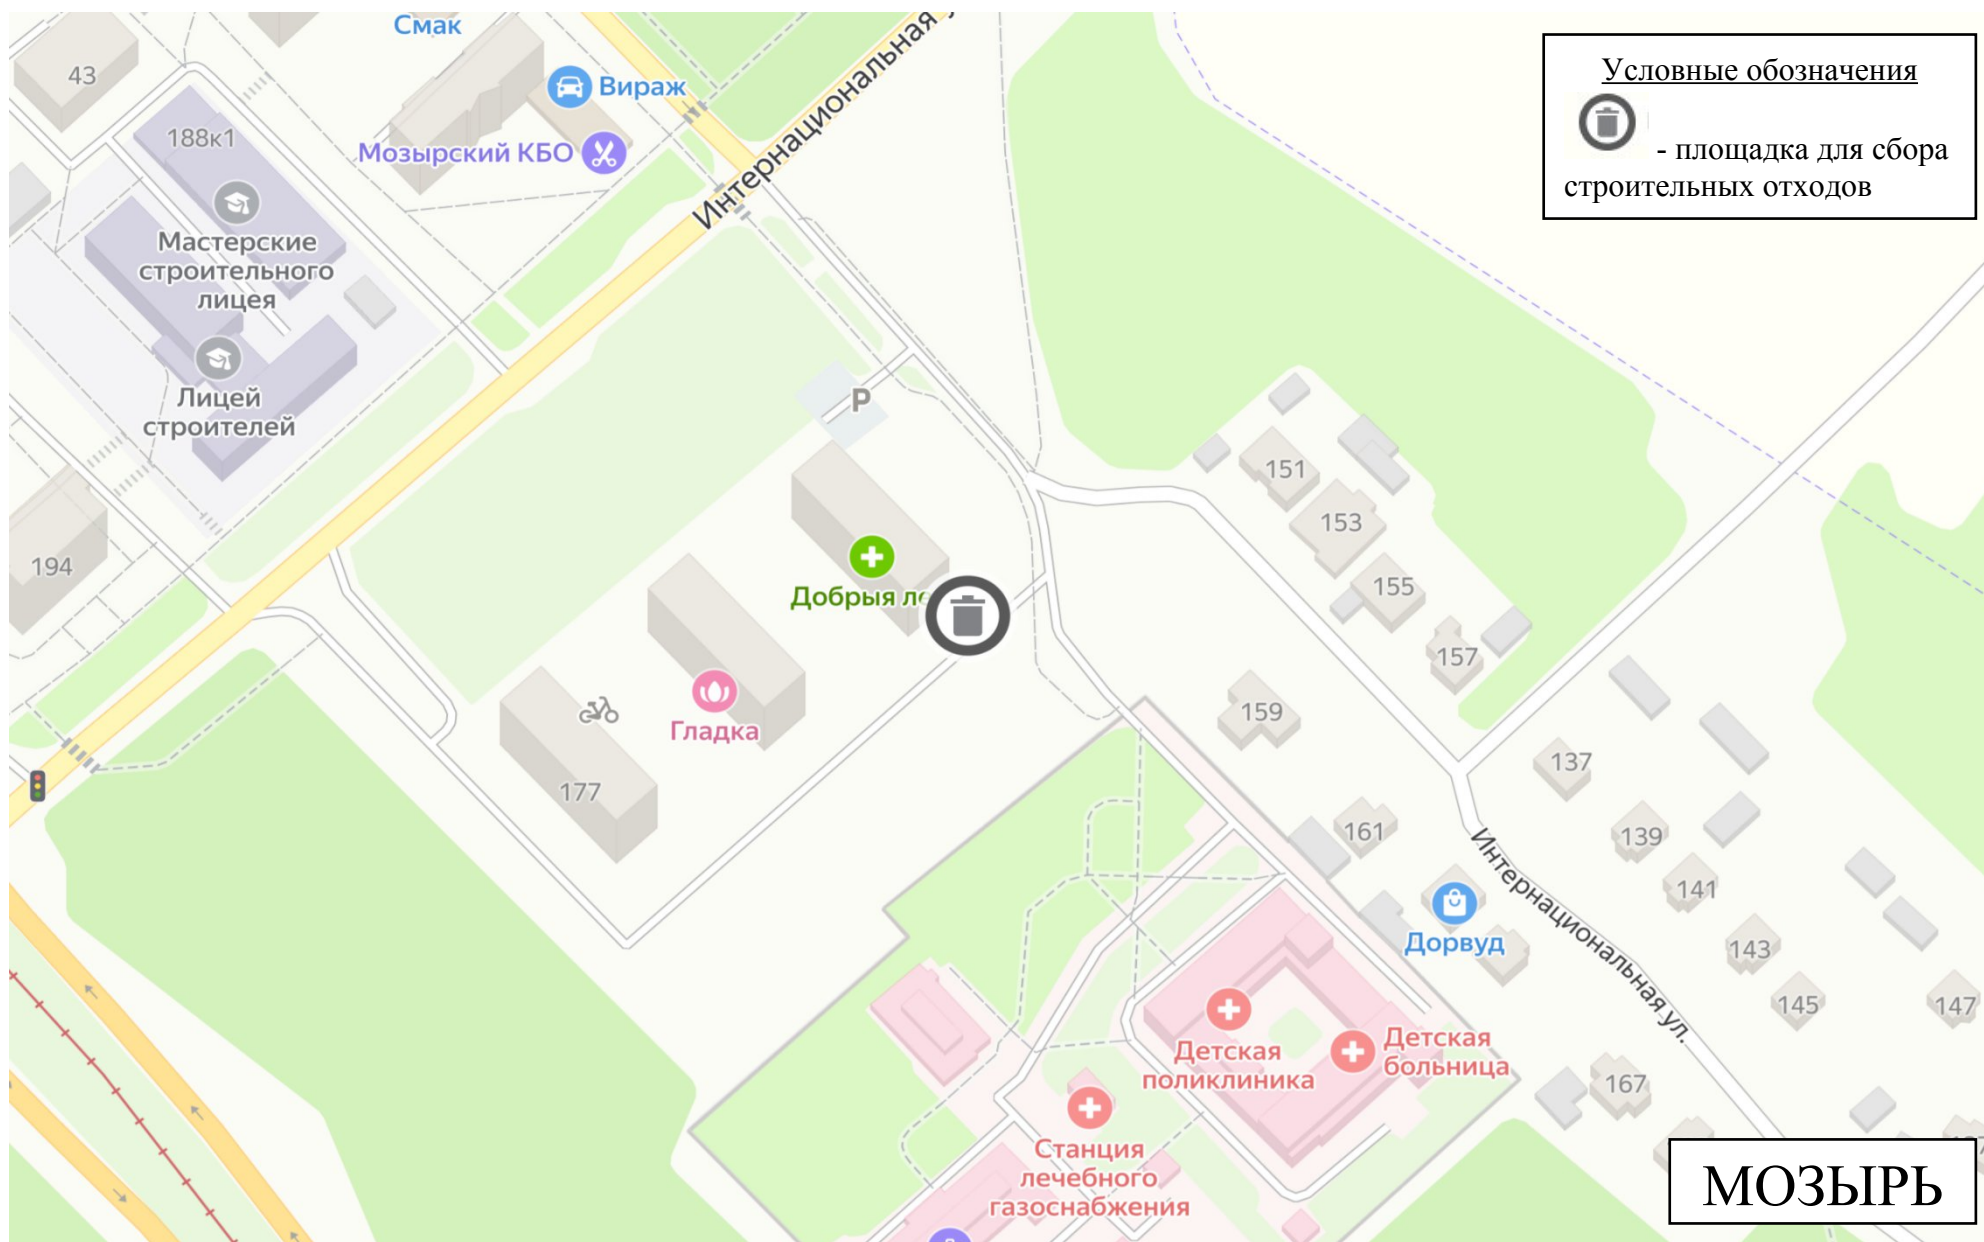 Смак
43
Вираж
188к1
Мозырский КБО
Интернациональная
Условные обозначения
- площадка для сбора
строительных отходов
Мастерские
строительного
лицея
Лицей
строителей
P
151
153
194
155
Добрыя
157
Гладка
159
177
137
161
139
141
Интернациональная ул.
Дорвуд
143
145
147
Детская
поликлиника
Детская
больница
167
Станция
лечебного
газоснабжения
МОЗЫРЬ